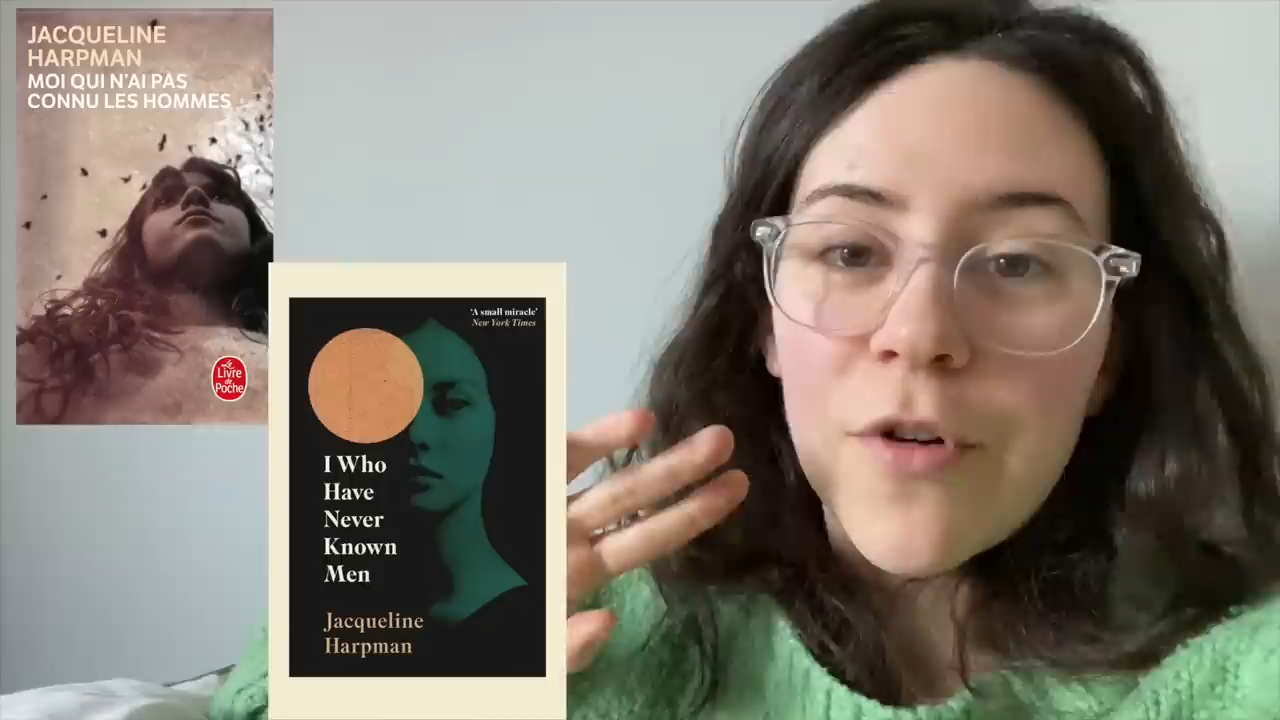 JACQUELINE
HARPMAN
MOI QUI N'AI PAS
CONNU LES HOMMES
Le
Livre
de
Poche
'A small miracle'
New York Times
I Who
Have
Never
Known
Men
Jacqueline
Harpman